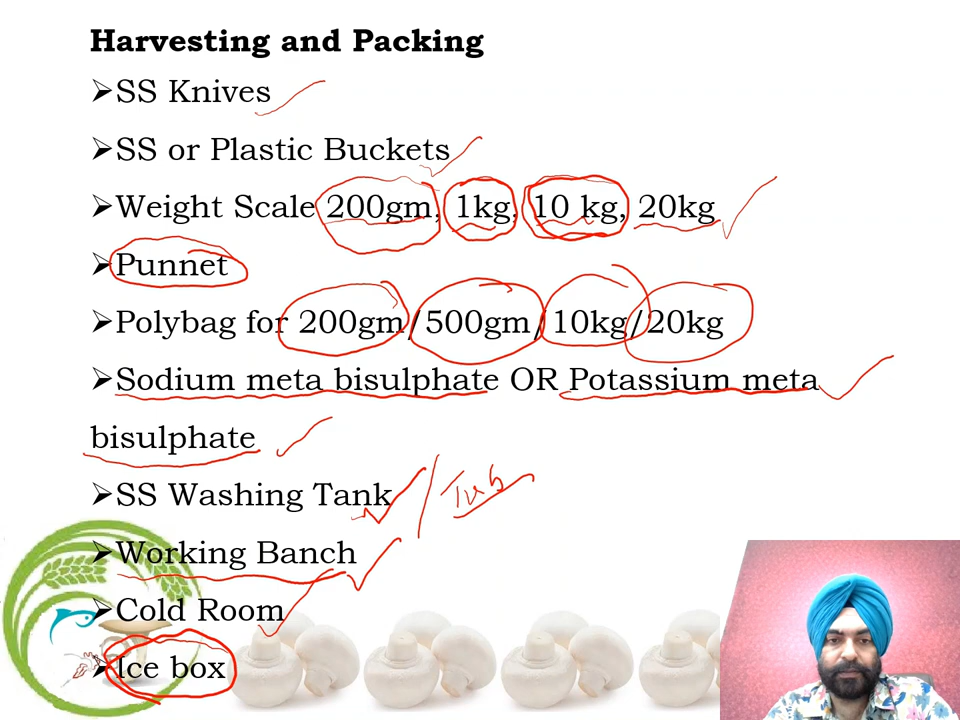 Harvesting and Packing
➢SS Knives
➢SS or Plastic Buckets
➢Weight Scale 200gm, 1kg, 10 kg, 20kg
➢Punnet
➢Polybag for 200gm/500gm/10kg/20kg
➢Sodium meta bisulphate OR Potassium meta
bisulphate
➢SS Washing Tank / Tub
➢Working Banch
➢Cold Room
➢Ice box